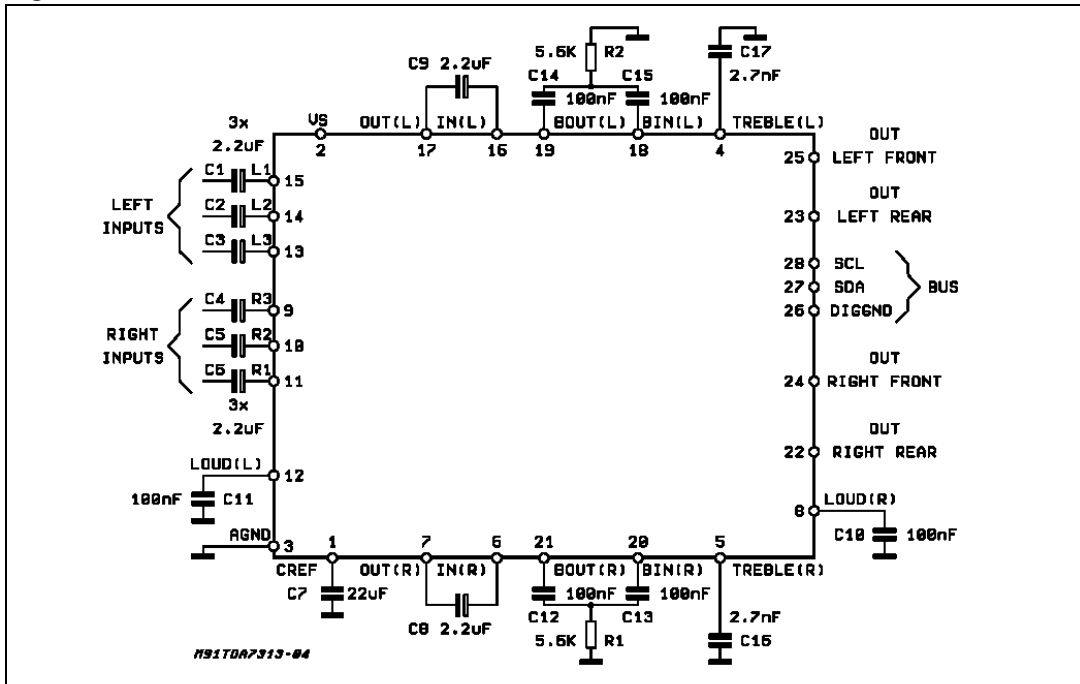 5.6K R2
C17
C9 2.2uF
C14 C15
2.7nF
100nF 100nF
3x
VS OUT(L) IN(L) BOUT(L) BIN(L) TREBLE(L)
2.2uF
2 17 16 19 18 4
OUT
25 LEFT FRONT
C1 L1 15
LEFT
INPUTS
C2 L2 14
C3 L3 13
OUT
23 LEFT REAR
28 SCL
27 SDA
26 DIGGND
BUS
C4 R3 9
RIGHT
INPUTS
C5 R2 10
C6 R1 11
3x
2.2uF
OUT
24 RIGHT FRONT
OUT
22 RIGHT REAR
LOUD(L)
12
100nF C11
LOUD(R)
8
C10 100nF
AGND
3
1 7 6 21 20 5
CREF OUT(R) IN(R) BOUT(R) BIN(R) TREBLE(R)
C7 22uF
100nF 100nF
C12 C13
C8 2.2uF
5.6K R1
2.7nF
C16
M91TDA7313-04